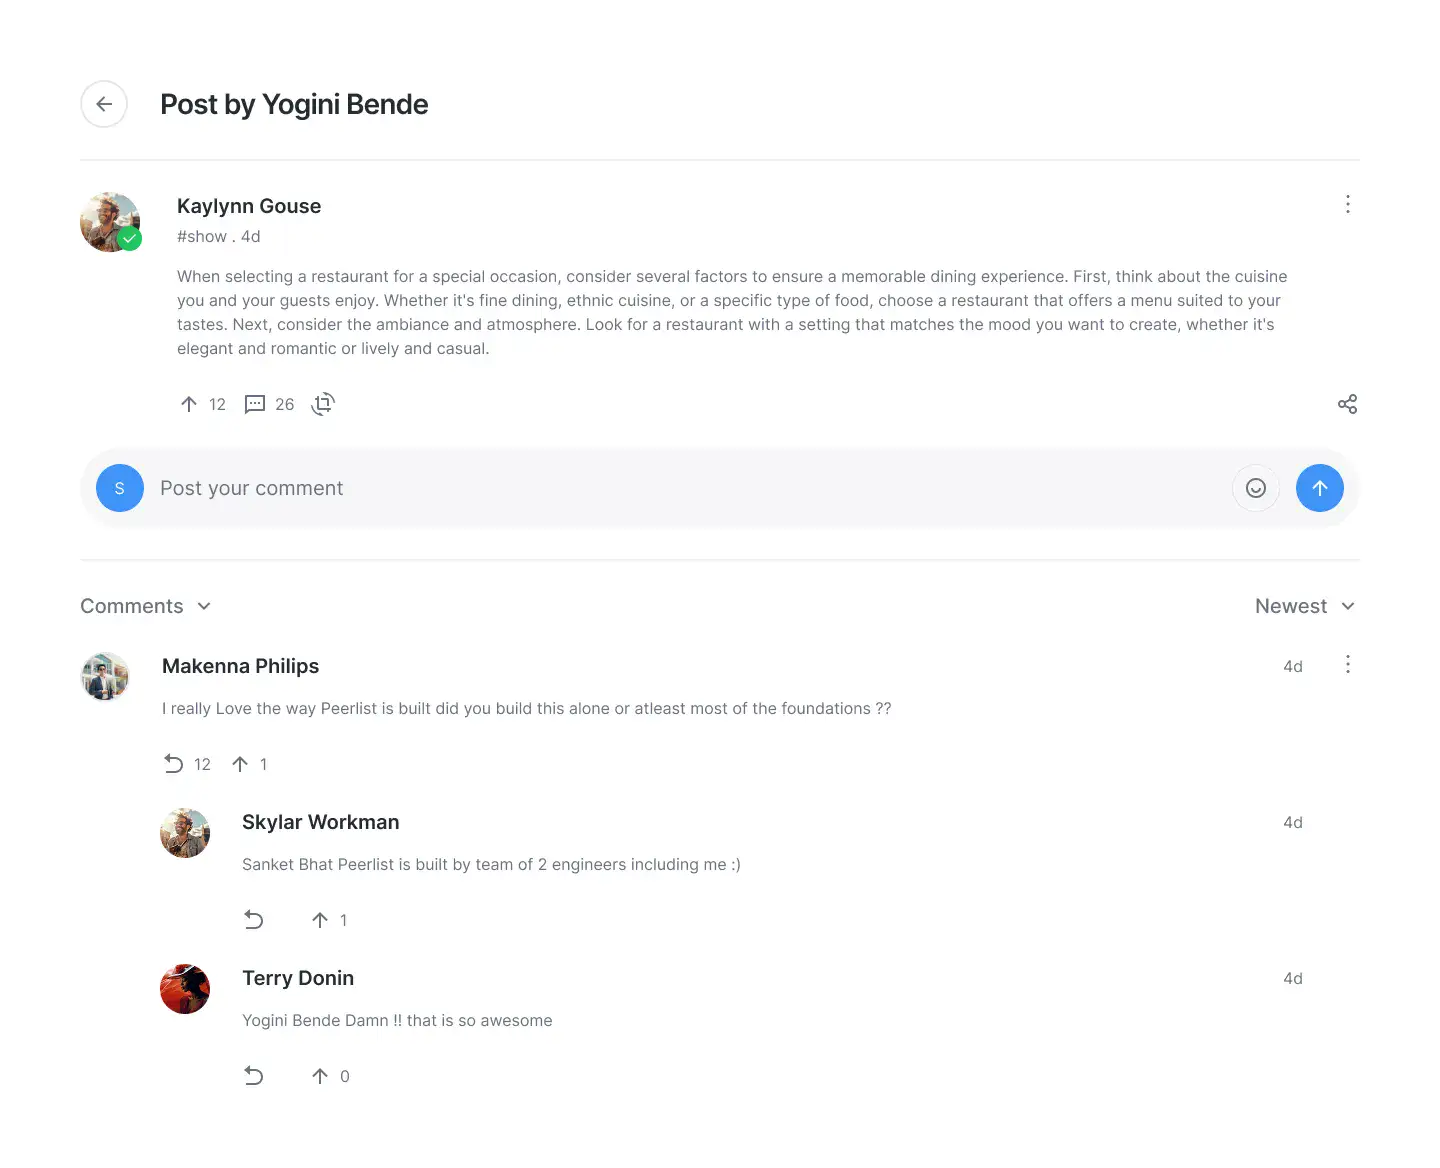 Post by Yogini Bende
Kaylynn Gouse
#show . 4d
When selecting a restaurant for a special occasion, consider several factors to ensure a memorable dining experience. First, think about the cuisine
you and your guests enjoy. Whether it's fine dining, ethnic cuisine, or a specific type of food, choose a restaurant that offers a menu suited to your
tastes. Next, consider the ambiance and atmosphere. Look for a restaurant with a setting that matches the mood you want to create, whether it's
elegant and romantic or lively and casual.
12 26
S Post your comment
Comments Newest
Makenna Philips 4d
I really Love the way Peerlist is built did you build this alone or atleast most of the foundations ??
12 1
Skylar Workman 4d
Sanket Bhat Peerlist is built by team of 2 engineers including me :)
1
Terry Donin 4d
Yogini Bende Damn !! that is so awesome
0